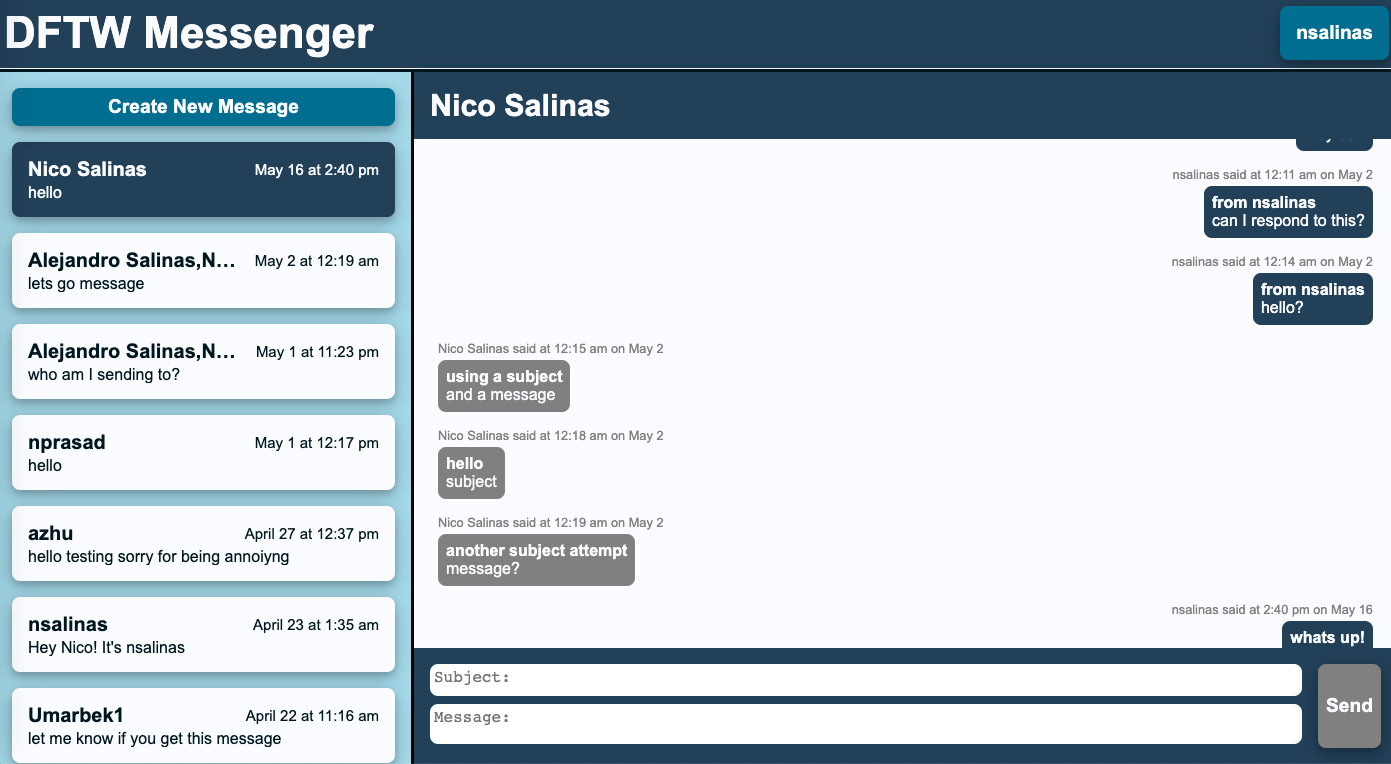 DFTW Messenger
nsalinas
Create New Message
Nico Salinas
May 16 at 2:40 pm
hello
Alejandro Salinas,N...
May 2 at 12:19 am
lets go message
Alejandro Salinas,N...
May 1 at 11:23 pm
who am I sending to?
nprasad
May 1 at 12:17 pm
hello
azhu
April 27 at 12:37 pm
hello testing sorry for being annoiyng
nsalinas
April 23 at 1:35 am
Hey Nico! It's nsalinas
Umarbek1
April 22 at 11:16 am
let me know if you get this message
Nico Salinas
nsalinas said at 12:11 am on May 2
from nsalinas
can I respond to this?
nsalinas said at 12:14 am on May 2
from nsalinas
hello?
Nico Salinas said at 12:15 am on May 2
using a subject
and a message
Nico Salinas said at 12:18 am on May 2
hello
subject
Nico Salinas said at 12:19 am on May 2
another subject attempt
message?
nsalinas said at 2:40 pm on May 16
whats up!
Subject:
Message:
Send